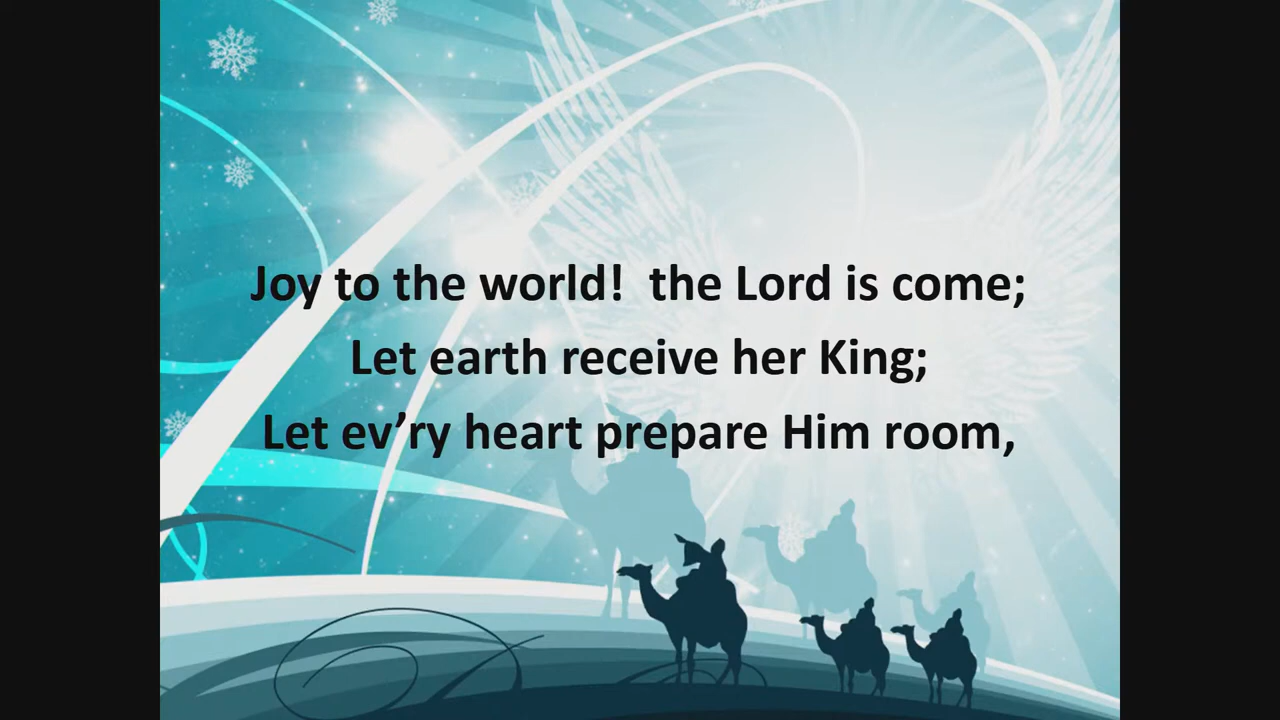 Joy to the world!  the Lord is come;
Let earth receive her King;
Let ev’ry heart prepare Him room,